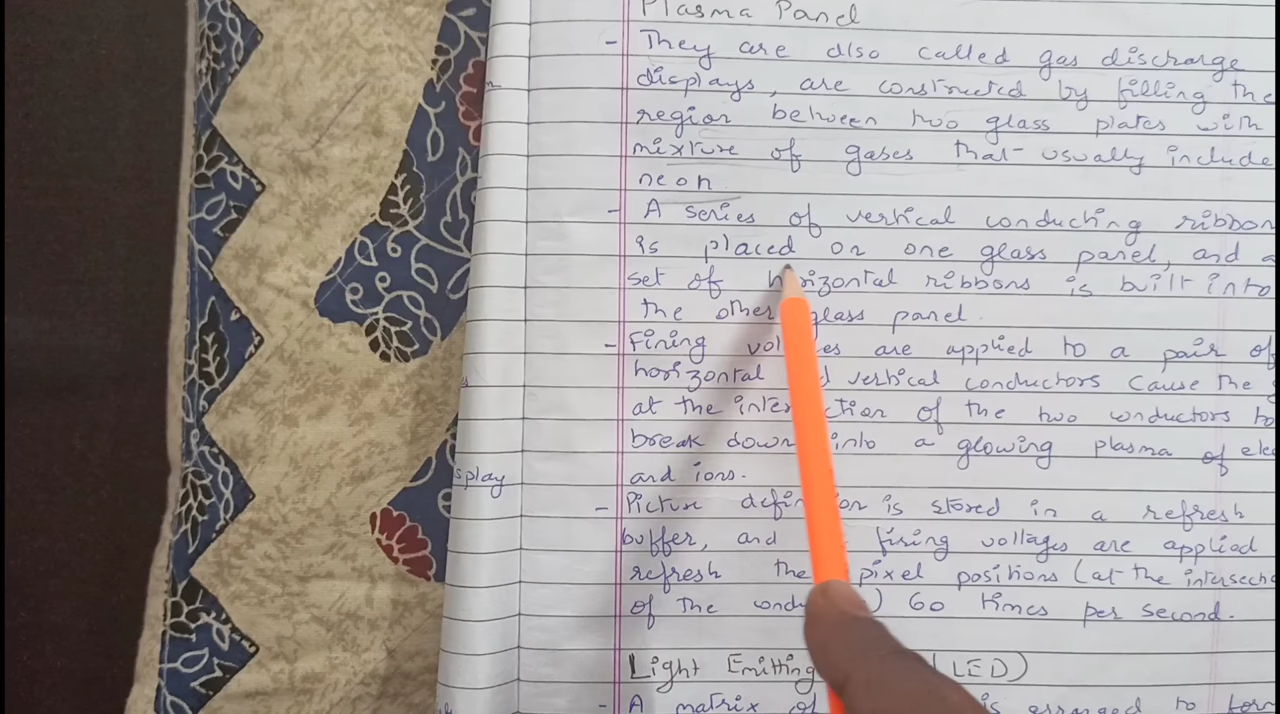 Plasma Panel
- They are also called gas discharge
displays, are constructed by filling the
region between two glass plates with
mixture of gases that usually include
neon
- A series of vertical conducting ribbon
is placed on one glass panel, and a
set of horizontal ribbons is built into
the other glass panel.
- Firing are applied to a pair of
horizontal vertical conductors cause the
at the of the two conductors to
break down into a glowing plasma of ele
and ions.
splay
- Picture is stored in a refresh
buffer, and firing voltages are applied
refresh the pixel positions (at the intersecti
of the ) 60 times per second.
Light Emitting (LED)
- A matrix of is arranged to form